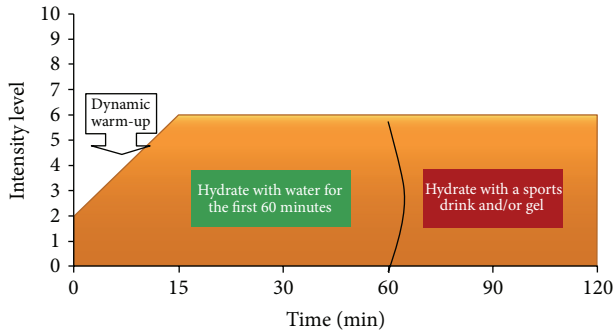 10
9
8
7
6
5
4
3
2
1
0
Intensity level
Dynamic
warm-up
Hydrate with water for
the first 60 minutes
Hydrate with a sports
drink and/or gel
0 15 30 60 90 120
Time (min)